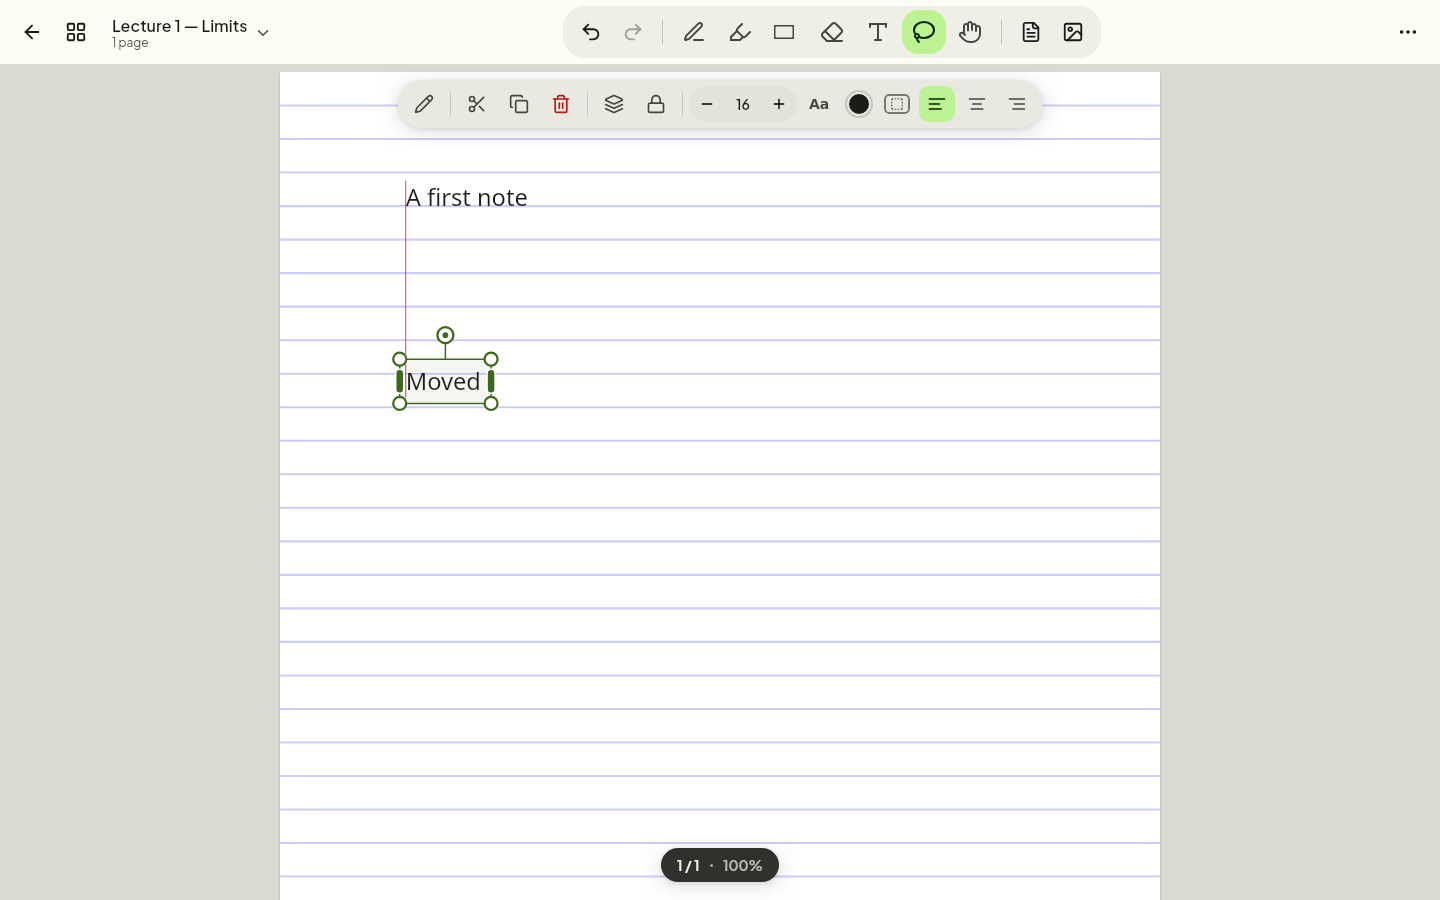 Lecture 1 — Limits
1 page
16
Aa
A first note
Moved
1 / 1 · 100%